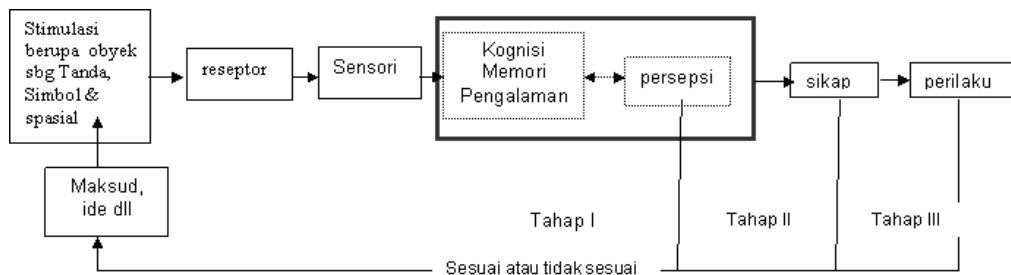 Stimulasi
berupa obyek
sbg Tanda,
Simbol &
spasial
reseptor
Sensori
Kognisi
Memori
Pengalaman
persepsi
sikap
perilaku
Maksud,
ide dll
Tahap I
Tahap II
Tahap III
Sesuai atau tidak sesuai